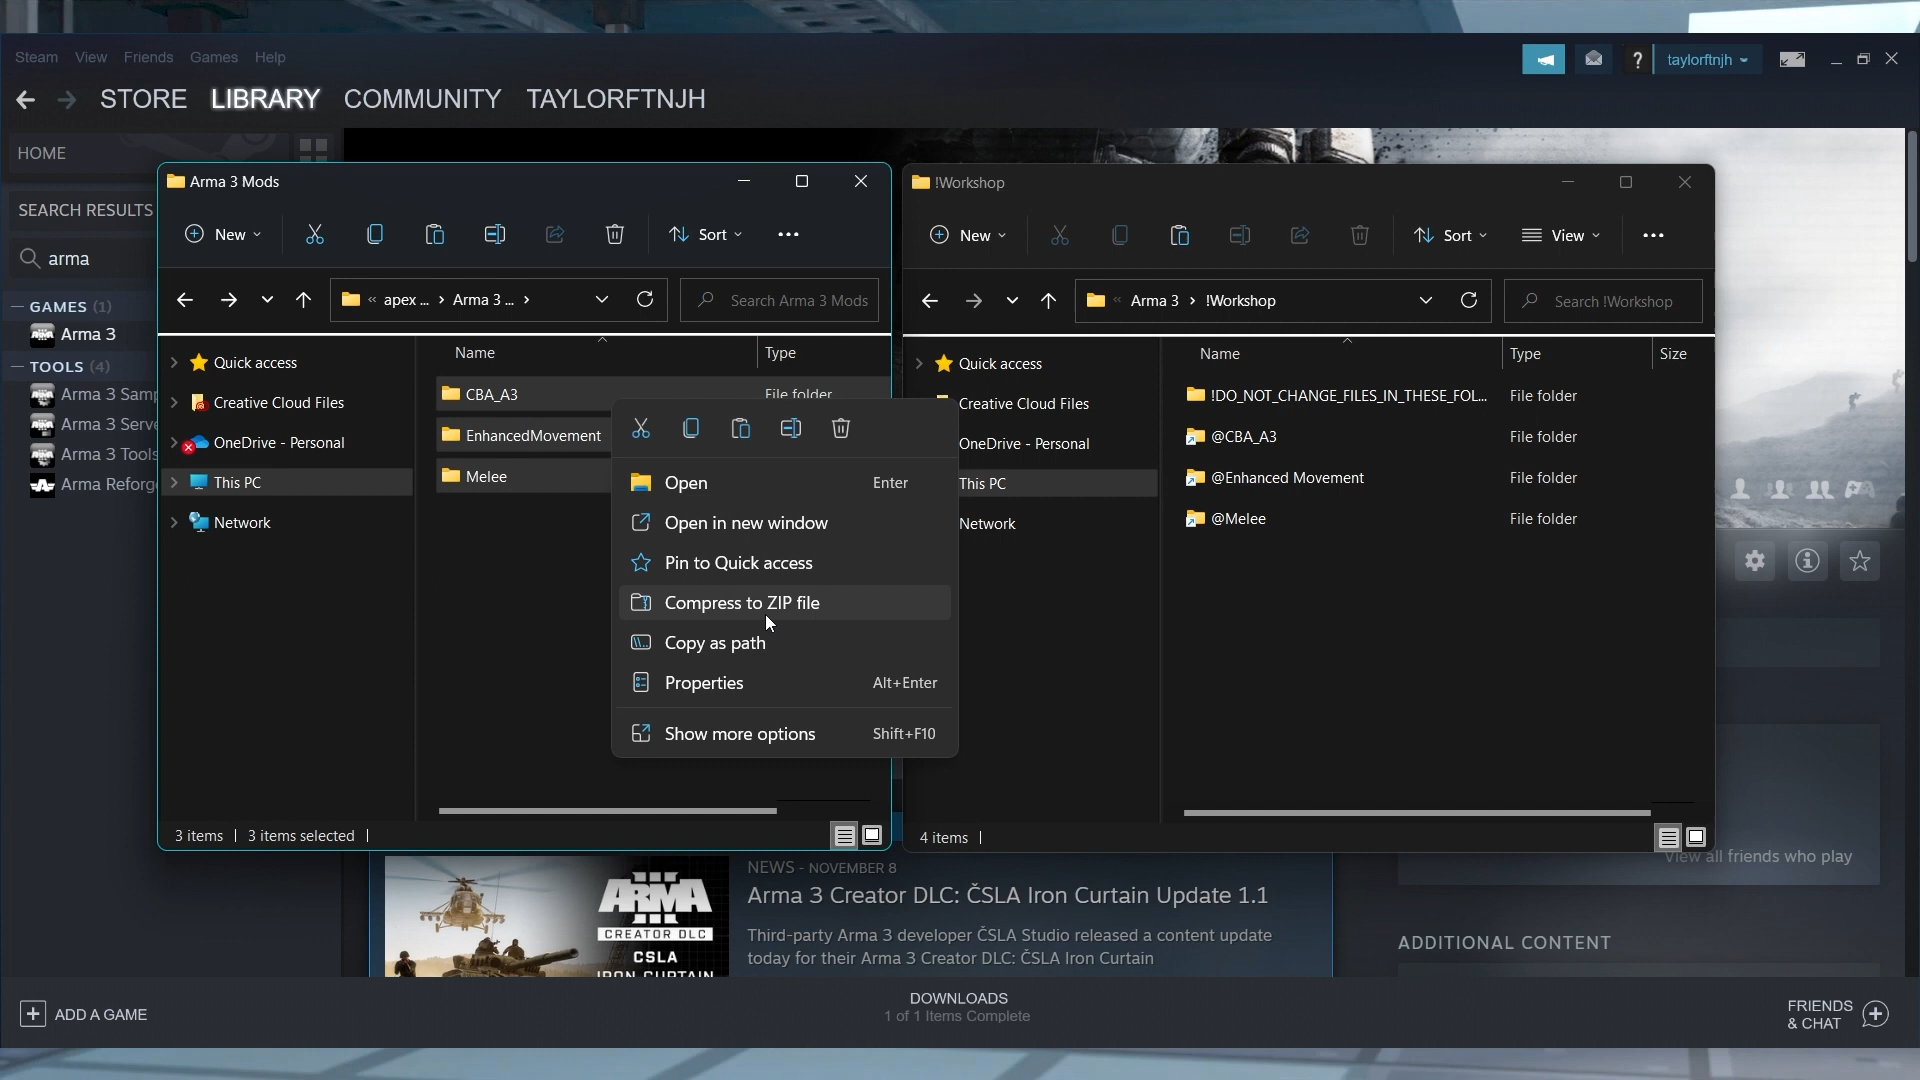 Steam View Friends Games Help
taylorftnjh
STORE LIBRARY COMMUNITY TAYLORFTNJH
HOME
SEARCH RESULTS
arma
— GAMES (1)
Arma 3
— TOOLS (4)
Arma 3 Samp
Arma 3 Serve
Arma 3 Tools
Arma Reforg
Arma 3 Mods
New
Sort
« apex ... › Arma 3 ... ›
Search Arma 3 Mods
Name Type
Quick access
Creative Cloud Files
OneDrive - Personal
This PC
Network
CBA_A3 File folder
EnhancedMovement
Melee
3 items | 3 items selected |
Open Enter
Open in new window
Pin to Quick access
Compress to ZIP file
Copy as path
Properties Alt+Enter
Show more options Shift+F10
!Workshop
New
Sort
View
« Arma 3 › !Workshop
Search !Workshop
Name Type Size
Quick access
Creative Cloud Files
OneDrive - Personal
This PC
Network
!DO_NOT_CHANGE_FILES_IN_THESE_FOL... File folder
@CBA_A3 File folder
@Enhanced Movement File folder
@Melee File folder
4 items |
View all friends who play
ARMA III
CREATOR DLC
CSLA
IRON CURTAIN
NEWS - NOVEMBER 8
Arma 3 Creator DLC: ČSLA Iron Curtain Update 1.1
Third-party Arma 3 developer ČSLA Studio released a content update
today for their Arma 3 Creator DLC: ČSLA Iron Curtain
ADDITIONAL CONTENT
ADD A GAME
DOWNLOADS
1 of 1 Items Complete
FRIENDS
& CHAT